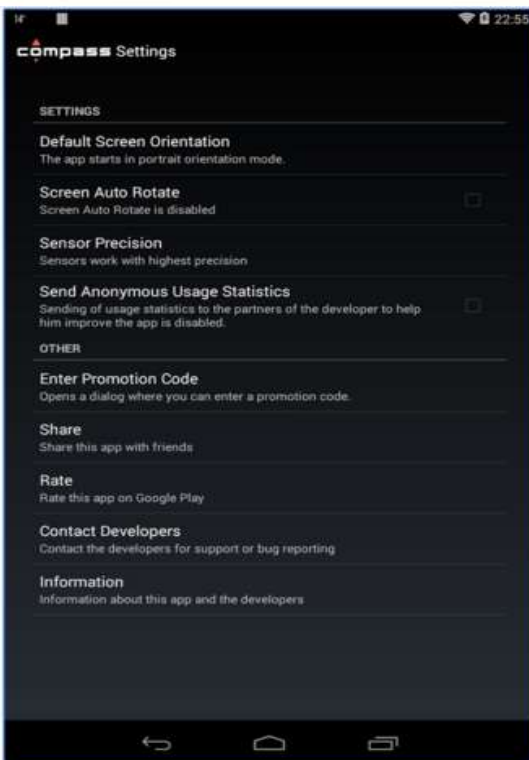 14°
22:55
compass Settings
SETTINGS
Default Screen Orientation
The app starts in portrait orientation mode.
Screen Auto Rotate
Screen Auto Rotate is disabled
Sensor Precision
Sensors work with highest precision
Send Anonymous Usage Statistics
Sending of usage statistics to the partners of the developer to help
him improve the app is disabled.
OTHER
Enter Promotion Code
Opens a dialog where you can enter a promotion code.
Share
Share this app with friends
Rate
Rate this app on Google Play
Contact Developers
Contact the developers for support or bug reporting
Information
Information about this app and the developers